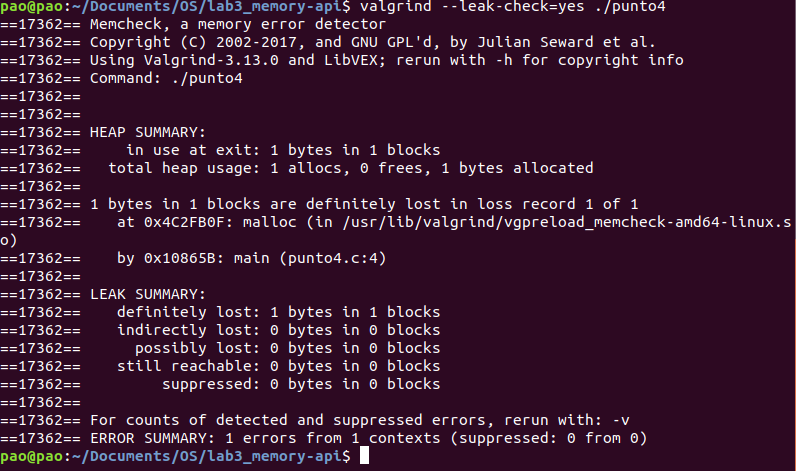 pao@pao:~/Documents/OS/lab3_memory-api$ valgrind --leak-check=yes ./punto4
==17362== Memcheck, a memory error detector
==17362== Copyright (C) 2002-2017, and GNU GPL'd, by Julian Seward et al.
==17362== Using Valgrind-3.13.0 and LibVEX; rerun with -h for copyright info
==17362== Command: ./punto4
==17362==
==17362==
==17362== HEAP SUMMARY:
==17362==     in use at exit: 1 bytes in 1 blocks
==17362==   total heap usage: 1 allocs, 0 frees, 1 bytes allocated
==17362==
==17362== 1 bytes in 1 blocks are definitely lost in loss record 1 of 1
==17362==    at 0x4C2FB0F: malloc (in /usr/lib/valgrind/vgpreload_memcheck-amd64-linux.s
o)
==17362==    by 0x10865B: main (punto4.c:4)
==17362==
==17362== LEAK SUMMARY:
==17362==    definitely lost: 1 bytes in 1 blocks
==17362==    indirectly lost: 0 bytes in 0 blocks
==17362==      possibly lost: 0 bytes in 0 blocks
==17362==    still reachable: 0 bytes in 0 blocks
==17362==         suppressed: 0 bytes in 0 blocks
==17362==
==17362== For counts of detected and suppressed errors, rerun with: -v
==17362== ERROR SUMMARY: 1 errors from 1 contexts (suppressed: 0 from 0)
pao@pao:~/Documents/OS/lab3_memory-api$